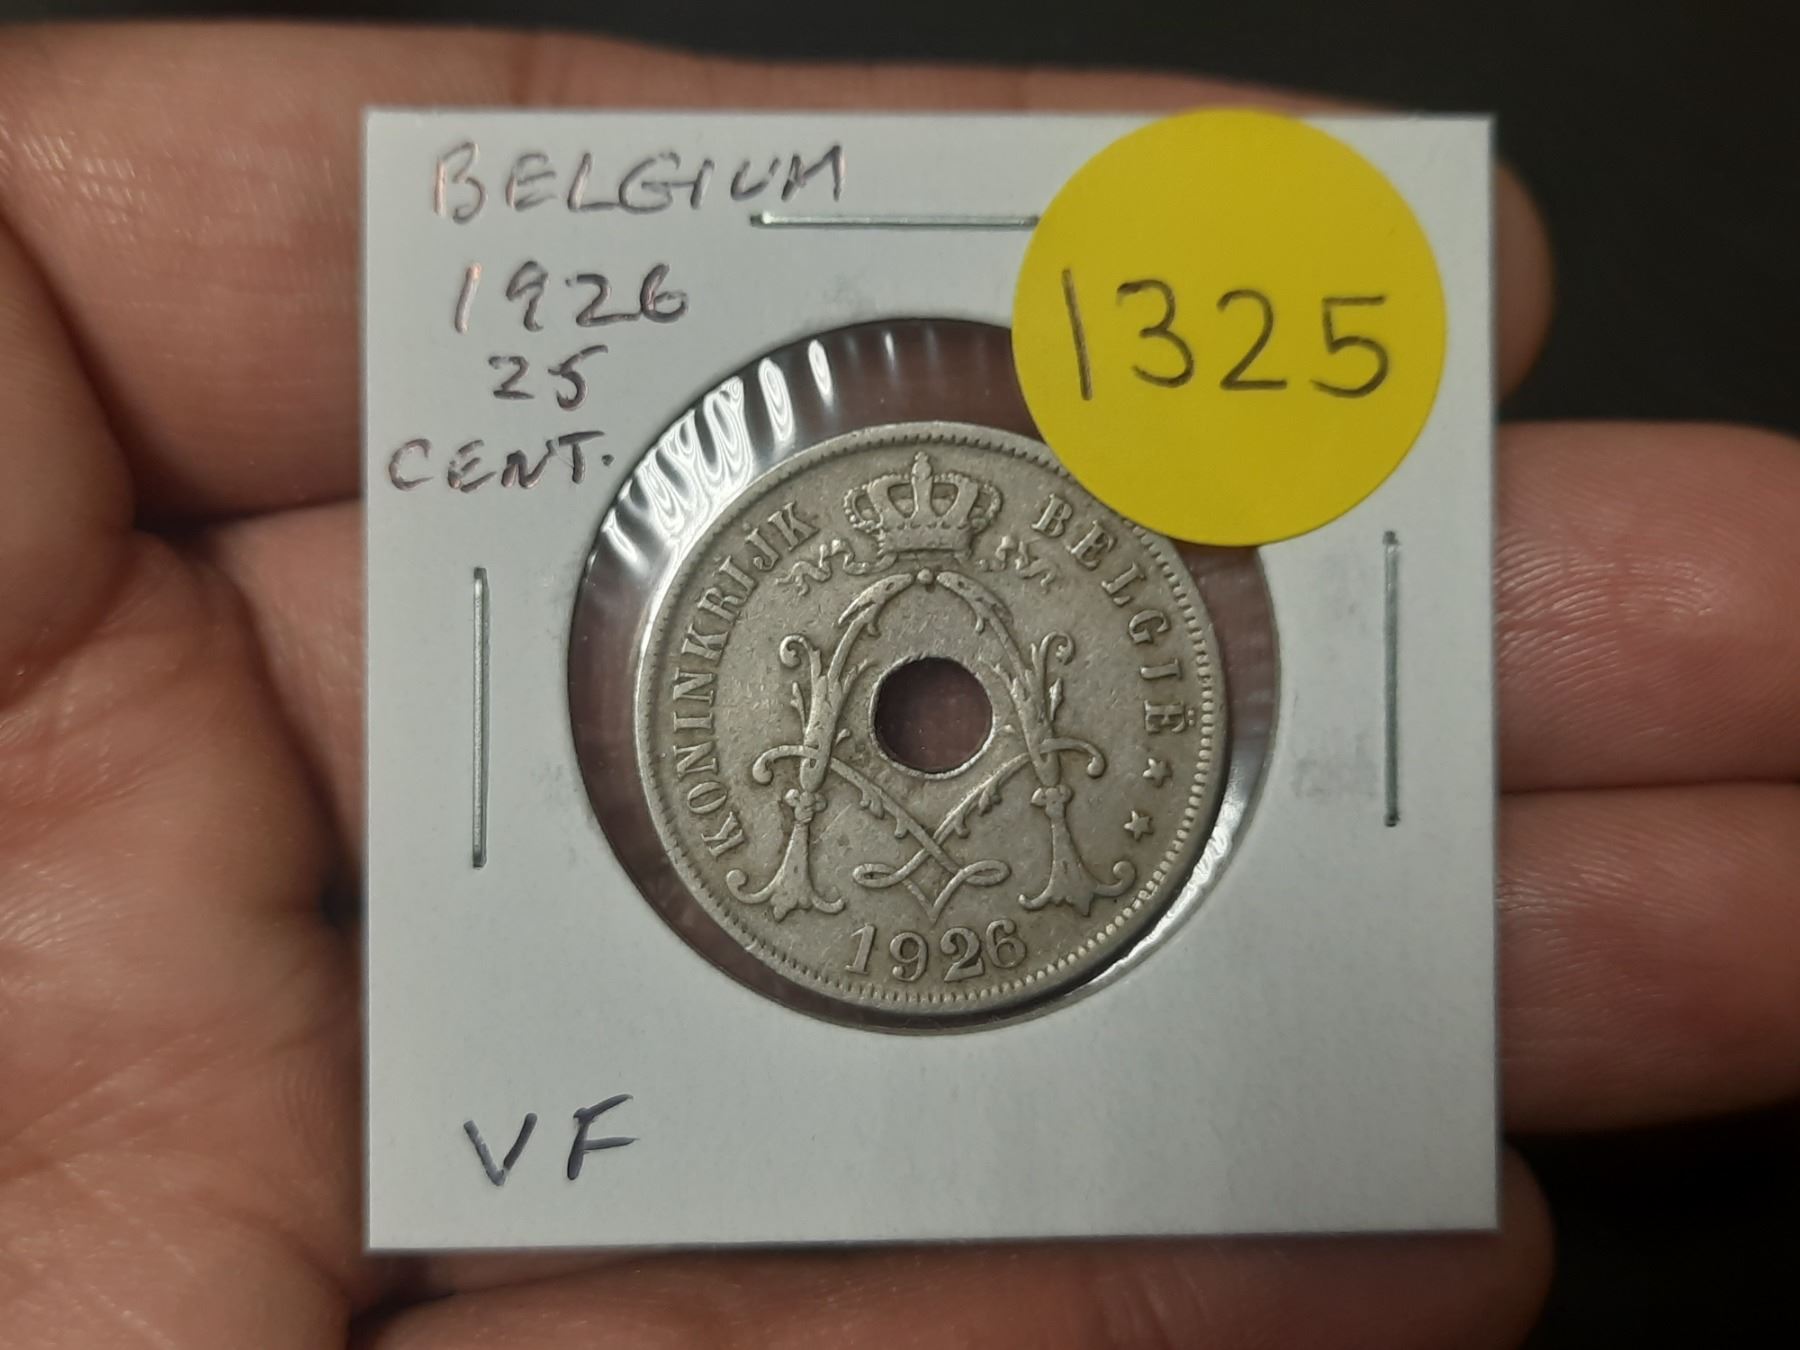 BELGIUM
1926
25
CENT.
1325
KONINKRIJK BELGIË
1926
VF